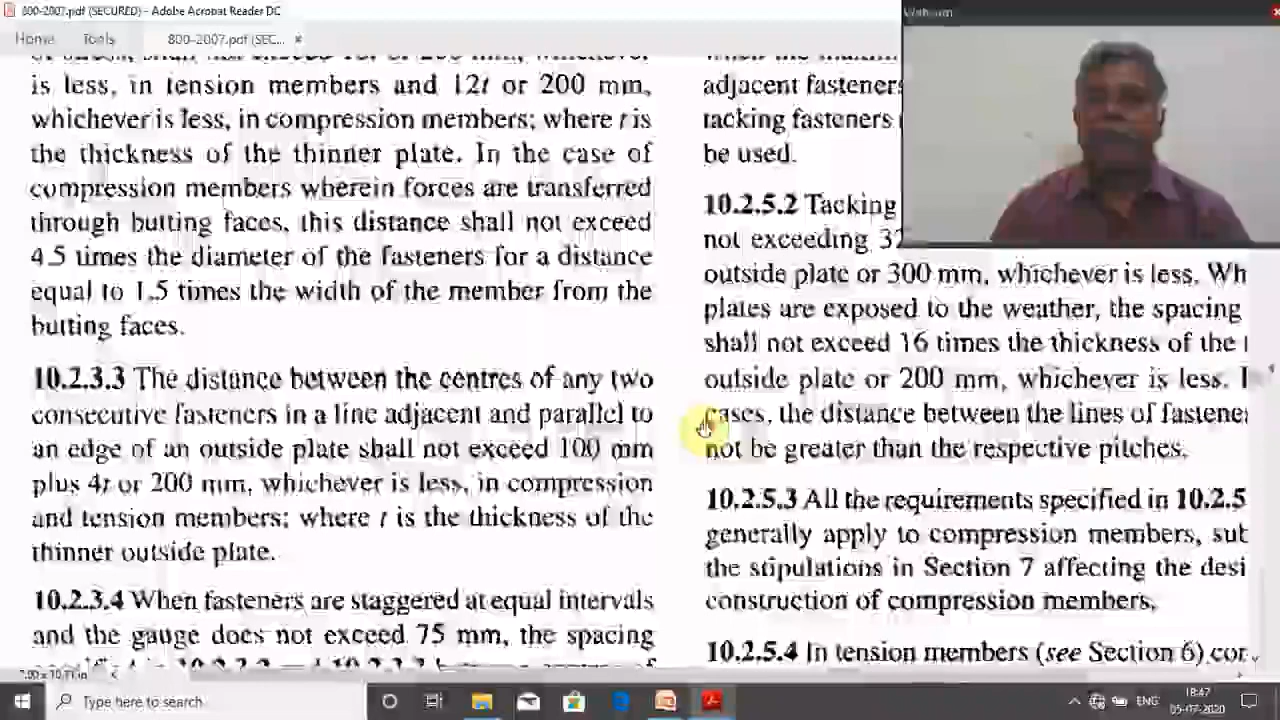 800-2007.pdf (SECURED) - Adobe Acrobat Reader DC
Home Tools 800-2007.pdf (SEC... ×
is less, in tension members and 12t or 200 mm,
whichever is less, in compression members; where t is
the thickness of the thinner plate. In the case of
compression members wherein forces are transferred
through butting faces, this distance shall not exceed
4.5 times the diameter of the fasteners for a distance
equal to 1.5 times the width of the member from the
butting faces.
10.2.3.3 The distance between the centres of any two
consecutive fasteners in a line adjacent and parallel to
an edge of an outside plate shall not exceed 100 mm
plus 4t or 200 mm, whichever is less, in compression
and tension members; where t is the thickness of the
thinner outside plate.
10.2.3.4 When fasteners are staggered at equal intervals
and the gauge does not exceed 75 mm, the spacing
adjacent fasteners
tacking fasteners
be used.
10.2.5.2 Tacking
not exceeding 32
outside plate or 300 mm, whichever is less. Wh
plates are exposed to the weather, the spacing
shall not exceed 16 times the thickness of the
outside plate or 200 mm, whichever is less. I
cases, the distance between the lines of fastene
not be greater than the respective pitches.
10.2.5.3 All the requirements specified in 10.2.5
generally apply to compression members, sub
the stipulations in Section 7 affecting the desi
construction of compression members.
10.2.5.4 In tension members (see Section 6) con
Type here to search
ENG
18:47
05-07-2020